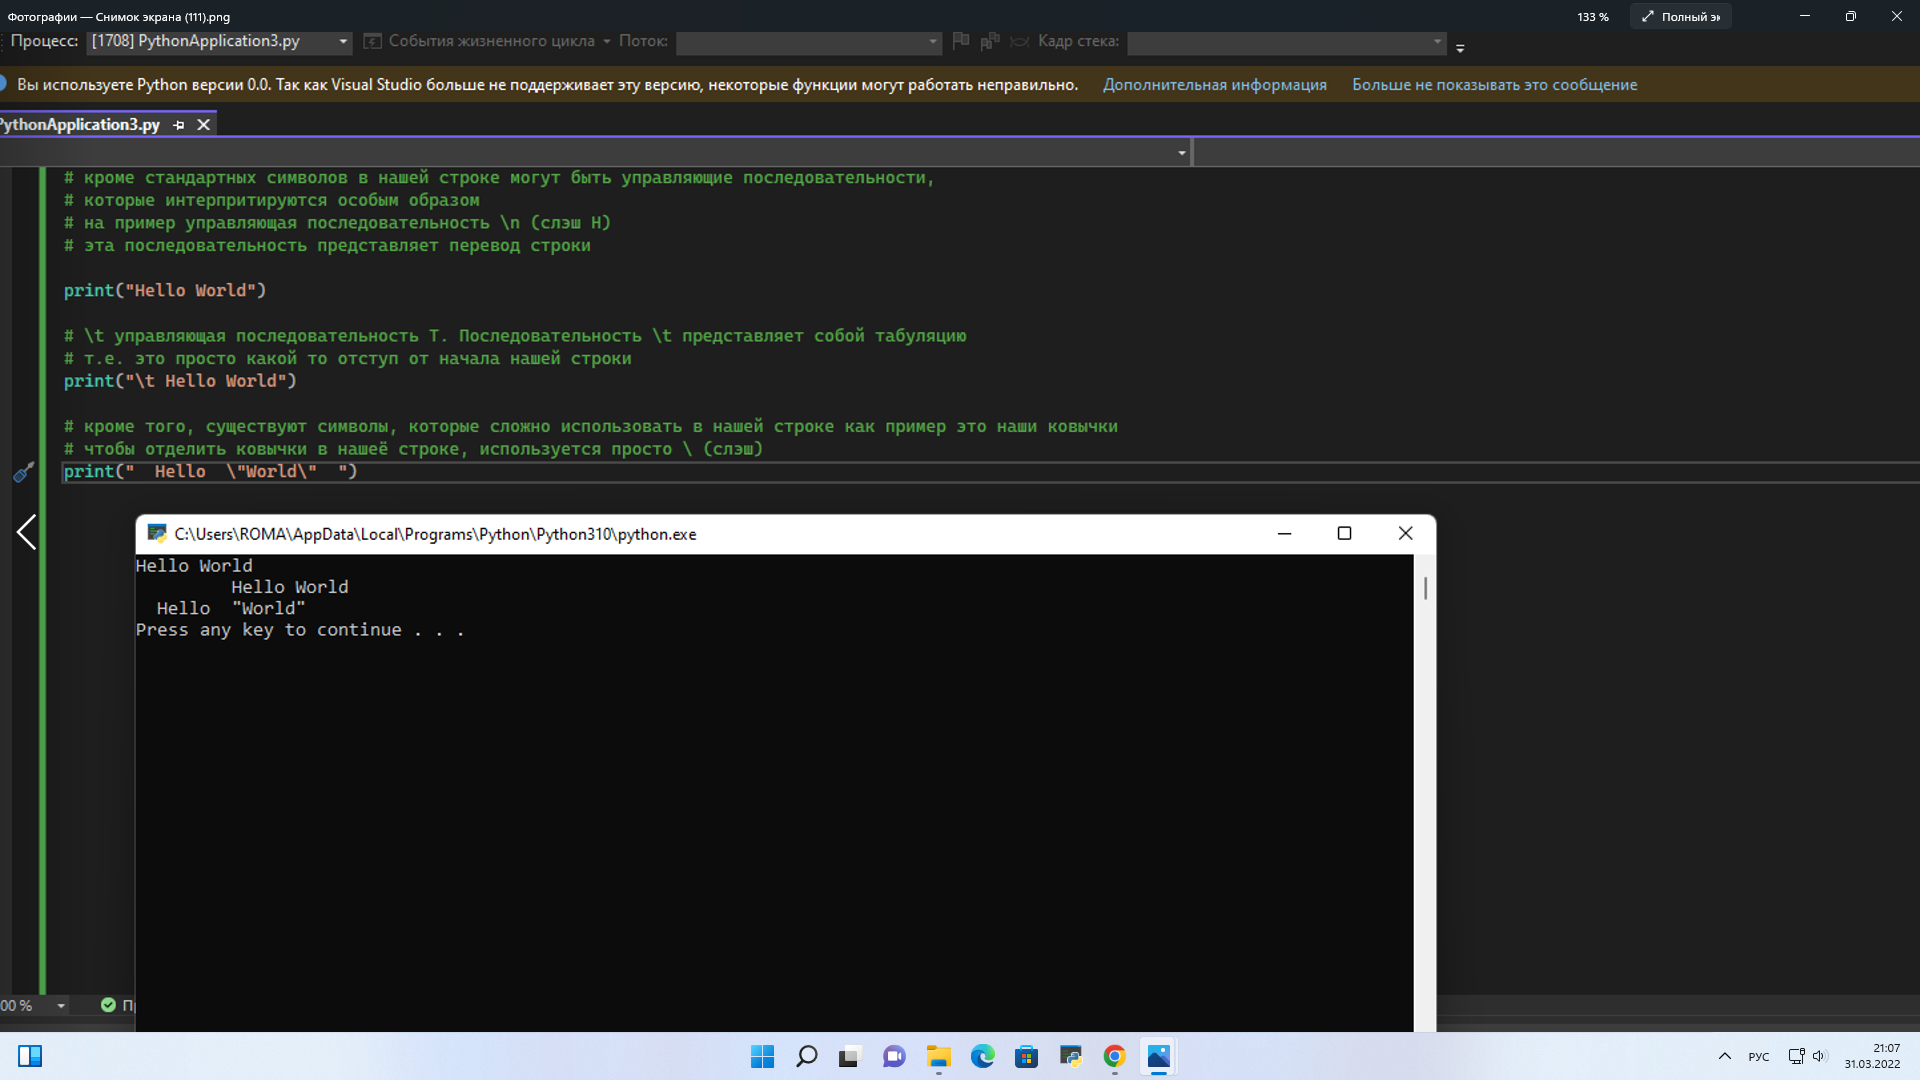 Фотографии — Снимок экрана (111).png
133 %
Полный эк
Процесс: [1708] PythonApplication3.py События жизненного цикла Поток: Кадр стека:
Вы используете Python версии 0.0. Так как Visual Studio больше не поддерживает эту версию, некоторые функции могут работать неправильно. Дополнительная информация Больше не показывать это сообщение
PythonApplication3.py
# кроме стандартных символов в нашей строке могут быть управляющие последовательности,
# которые интерпритируются особым образом
# на пример управляющая последовательность \n (слэш Н)
# эта последовательность представляет перевод строки
print("Hello World")
# \t управляющая последовательность Т. Последовательность \t представляет собой табуляцию
# т.е. это просто какой то отступ от начала нашей строки
print("\t Hello World")
# кроме того, существуют символы, которые сложно использовать в нашей строке как пример это наши ковычки
# чтобы отделить ковычки в нашеё строке, используется просто \ (слэш)
print("  Hello  \"World\"  ")
C:\Users\ROMA\AppData\Local\Programs\Python\Python310\python.exe
Hello World
         Hello World
  Hello  "World"
Press any key to continue . . .
00 %
РУС
21:07
31.03.2022